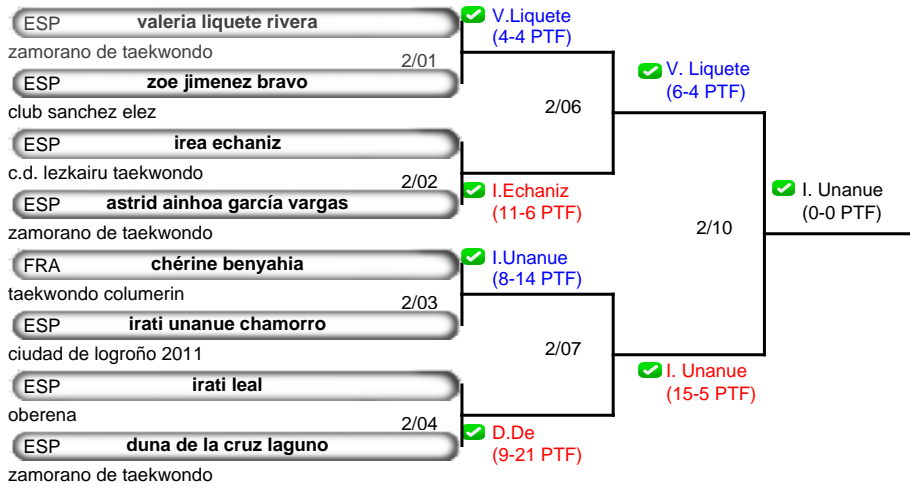 ESP valeria liquete rivera
zamorano de taekwondo
2/01
ESP zoe jimenez bravo
club sanchez elez
V.Liquete
(4-4 PTF)
ESP irea echaniz
c.d. lezkairu taekwondo
2/02
ESP astrid ainhoa garcía vargas
zamorano de taekwondo
I.Echaniz
(11-6 PTF)
2/06
V. Liquete
(6-4 PTF)
FRA chérine benyahia
taekwondo columerin
2/03
ESP irati unanue chamorro
ciudad de logroño 2011
I.Unanue
(8-14 PTF)
ESP irati leal
oberena
2/04
ESP duna de la cruz laguno
zamorano de taekwondo
D.De
(9-21 PTF)
2/07
I. Unanue
(15-5 PTF)
2/10
I. Unanue
(0-0 PTF)